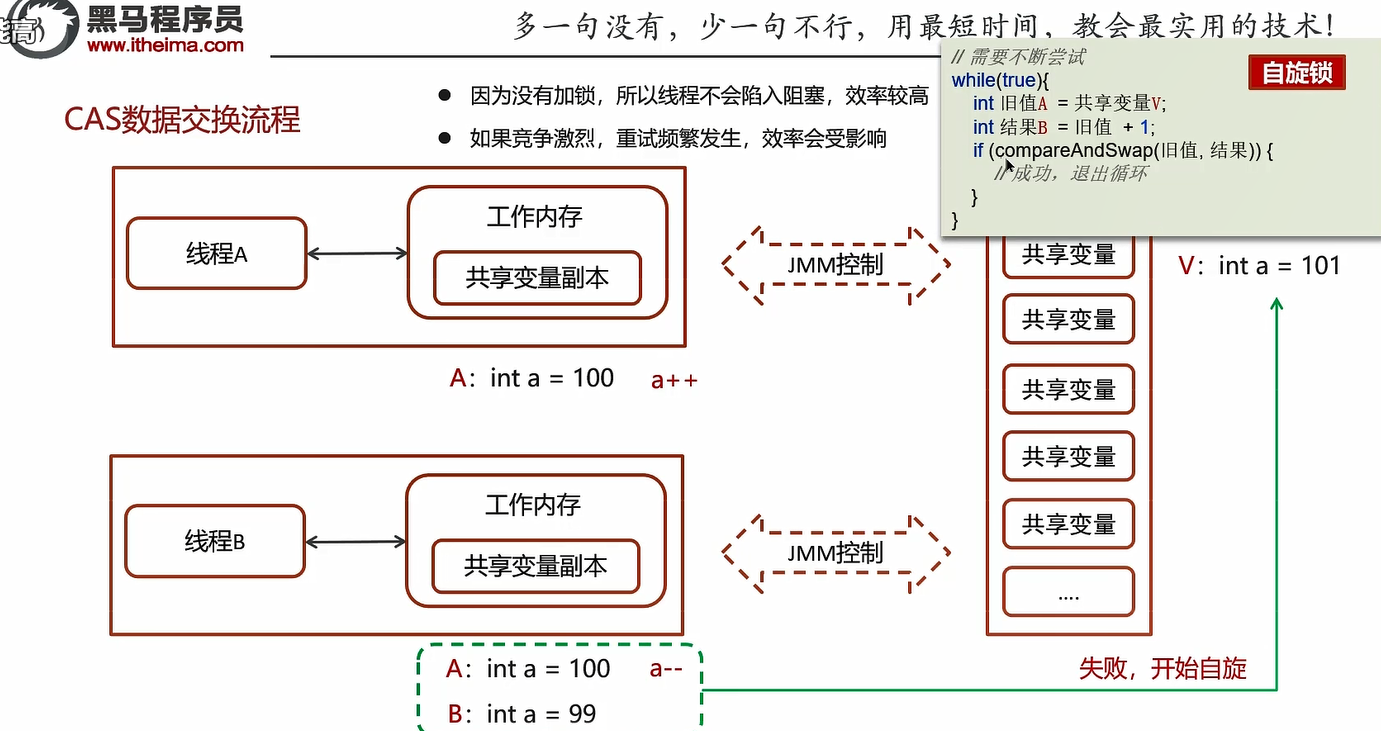 高)
黑马程序员
www.itheima.com
多一句没有，少一句不行，用最短时间，教会最实用的技术！
CAS数据交换流程
● 因为没有加锁，所以线程不会陷入阻塞，效率较高
● 如果竞争激烈，重试频繁发生，效率会受影响
// 需要不断尝试
自旋锁
while(true){
int 旧值A = 共享变量V;
int 结果B = 旧值 + 1;
if (compareAndSwap(旧值, 结果)) {
// 成功，退出循环
}
}
线程A
工作内存
共享变量副本
JMM控制
A：int a = 100 a++
共享变量
共享变量
共享变量
共享变量
共享变量
....
V：int a = 101
线程B
工作内存
共享变量副本
JMM控制
A：int a = 100 a--
B：int a = 99
失败，开始自旋